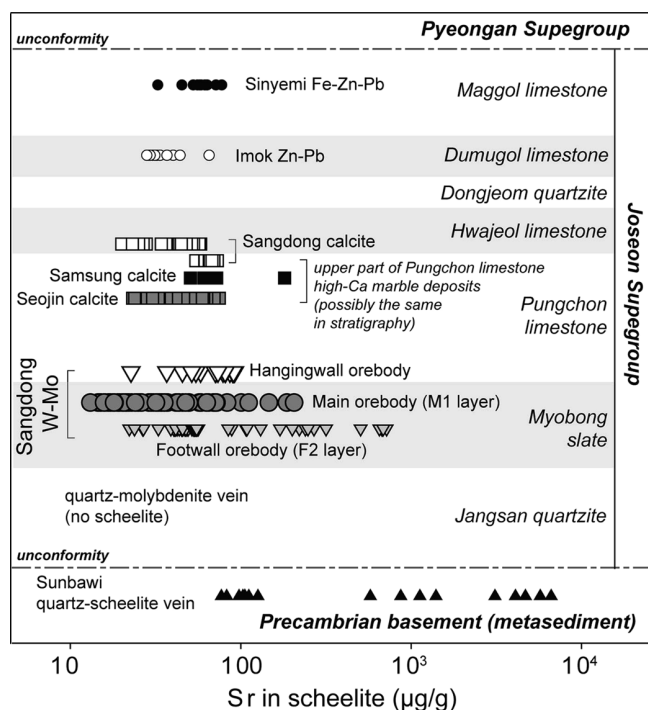 Pyeongan Supegroup
unconformity
Sinyemi Fe-Zn-Pb
Maggol limestone
Imok Zn-Pb
Dumugol limestone
Dongjeom quartzite
Hwajeol limestone
Sangdong calcite
Samsung calcite
Seojin calcite
upper part of Pungchon limestone
high-Ca marble deposits
(possibly the same
in stratigraphy)
Pungchon
limestone
Joseon Supegroup
Sangdong
W-Mo
Hangingwall orebody
Main orebody (M1 layer)
Footwall orebody (F2 layer)
Myobong
slate
quartz-molybdenite vein
(no scheelite)
Jangsan quartzite
unconformity
Sunbawi
quartz-scheelite vein
Precambrian basement (metasediment)
10 100 10³ 10⁴
Sr in scheelite (µg/g)